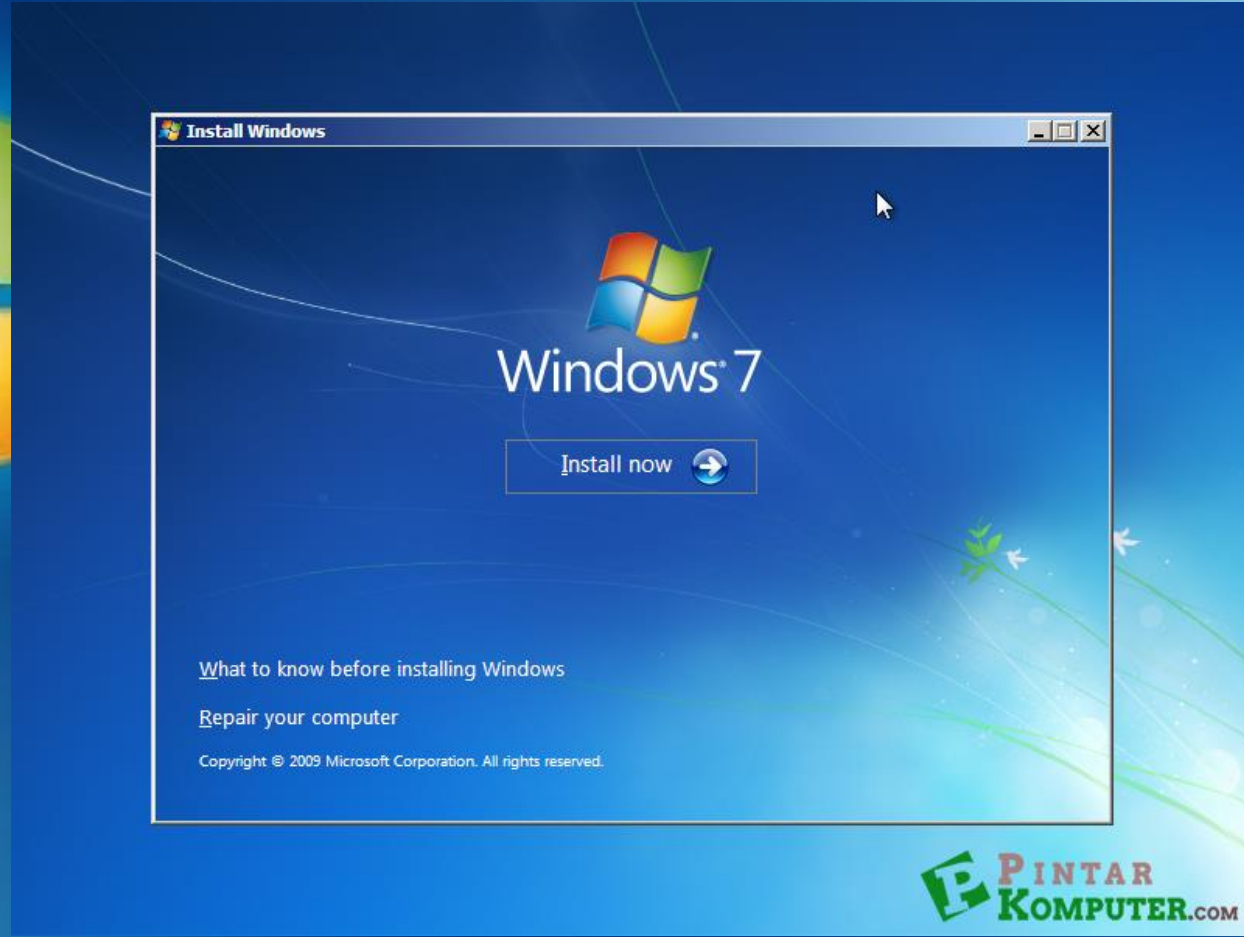 Install Windows
Windows® 7
Install now
What to know before installing Windows
Repair your computer
Copyright © 2009 Microsoft Corporation. All rights reserved.
PINTAR
KOMPUTER.COM